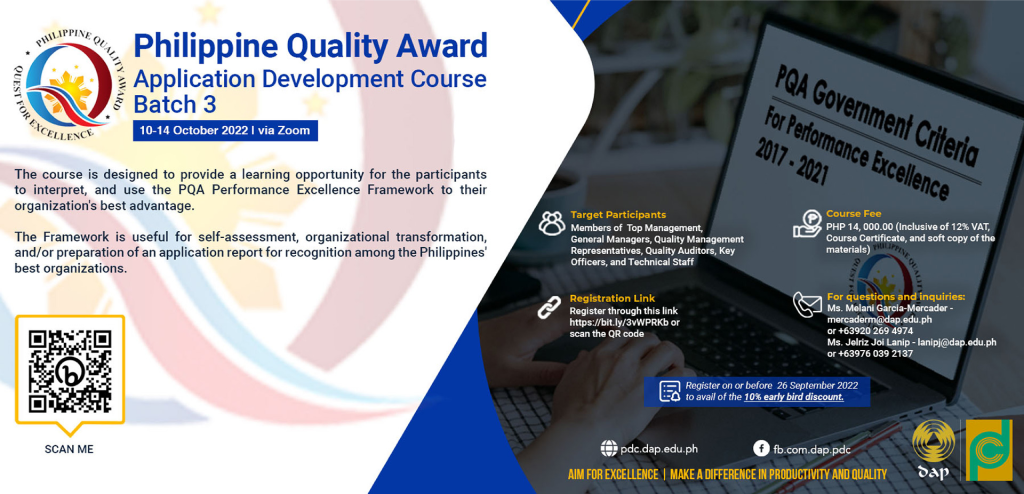 PHILIPPINE QUALITY AWARD
QUEST FOR EXCELLENCE
Philippine Quality Award
Application Development Course
Batch 3
10-14 October 2022 I via Zoom
The course is designed to provide a learning opportunity for the participants
to interpret, and use the PQA Performance Excellence Framework to their
organization's best advantage.
The Framework is useful for self-assessment, organizational transformation,
and/or preparation of an application report for recognition among the Philippines'
best organizations.
SCAN ME
PQA Government Criteria
For Performance Excellence
2017 - 2021
Target Participants
Members of Top Management,
General Managers, Quality Management
Representatives, Quality Auditors, Key
Officers, and Technical Staff
Course Fee
PHP 14, 000.00 (Inclusive of 12% VAT,
Course Certificate, and soft copy of the
materials)
Registration Link
Register through this link
https://bit.ly/3vWPRKb or
scan the QR code
For questions and inquiries:
Ms. Melani Garcia-Mercader -
mercaderm@dap.edu.ph
or +63920 269 4974
Ms. Jelriz Joi Lanip - lanipj@dap.edu.ph
or +63976 039 2137
Register on or before 26 September 2022
to avail of the 10% early bird discount.
pdc.dap.edu.ph
fb.com.dap.pdc
AIM FOR EXCELLENCE | MAKE A DIFFERENCE IN PRODUCTIVITY AND QUALITY
dap